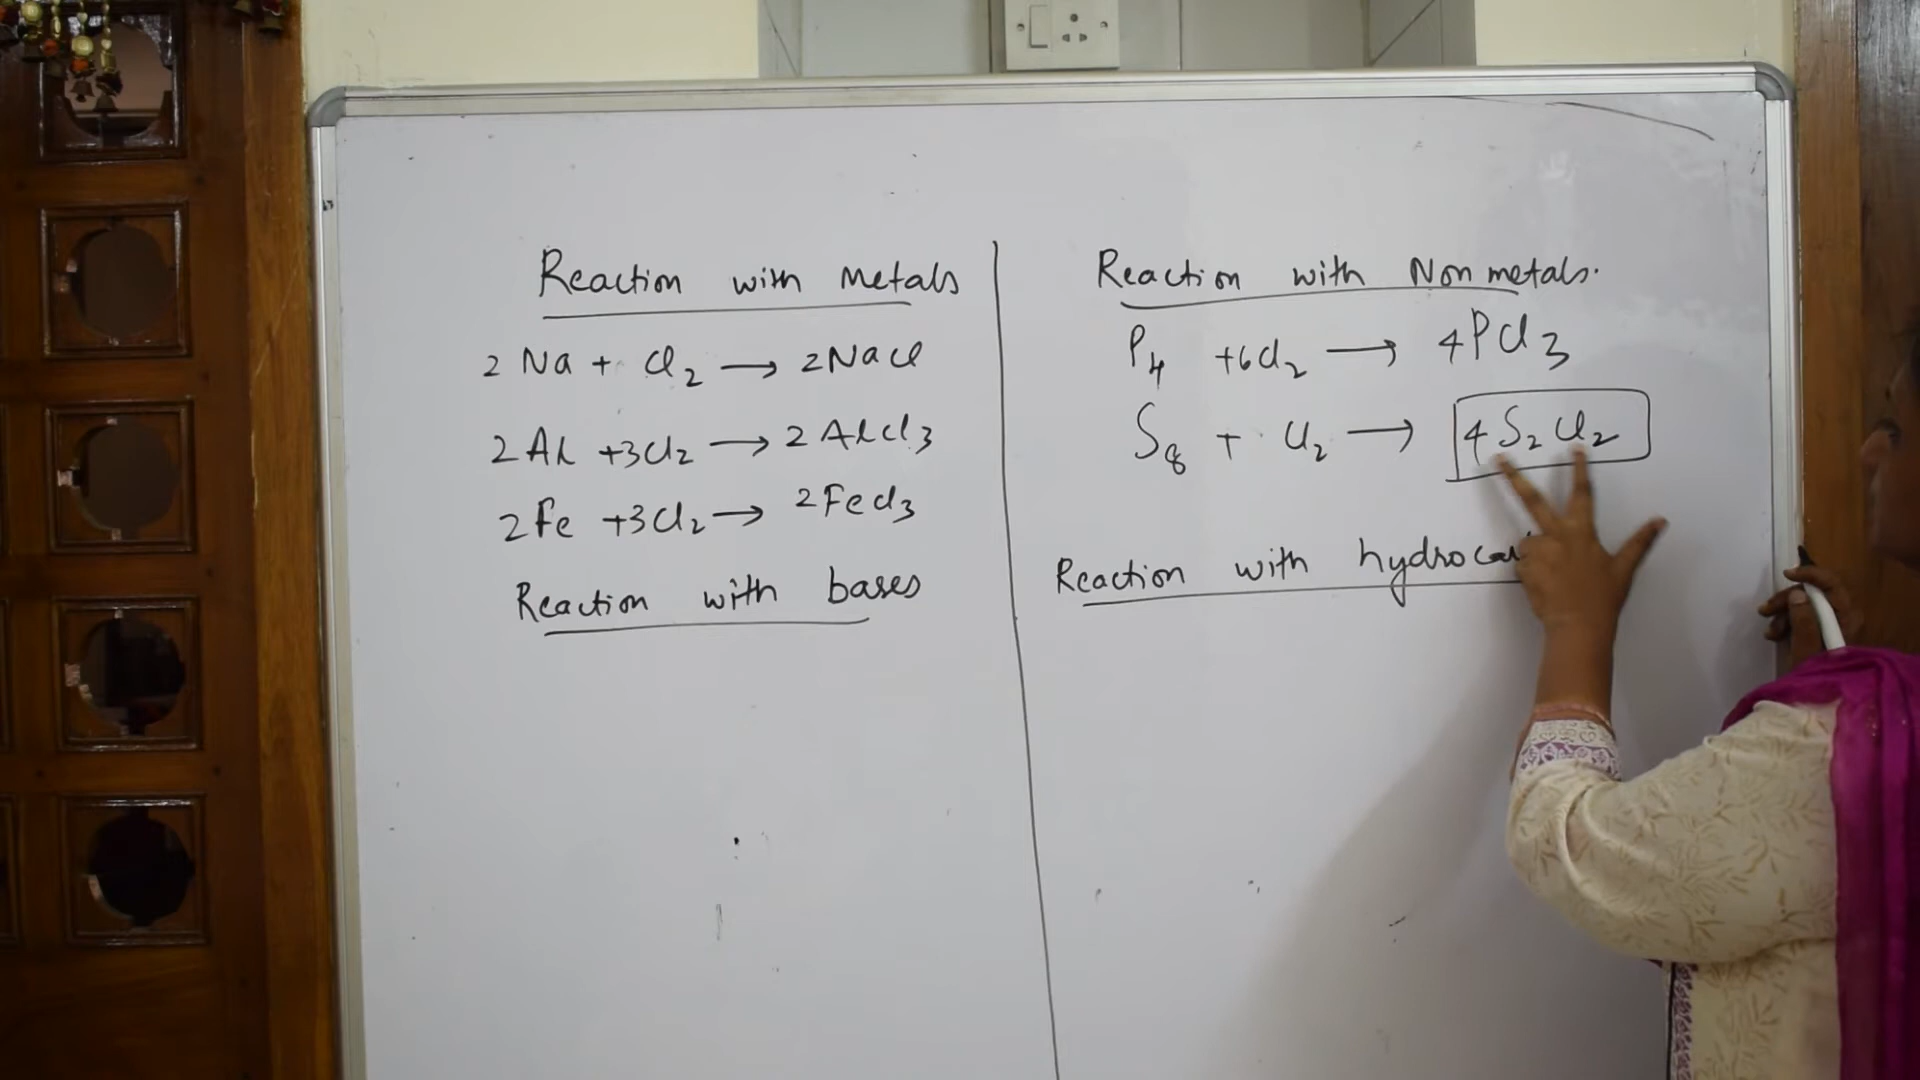 Reaction with Metals
2 Na + Cl2 → 2NaCl
2Al +3Cl2 → 2AlCl3
2Fe +3Cl2 → 2FeCl3
Reaction with bases
Reaction with Non metals.
P4 +6Cl2 → 4PCl3
S8 + Cl2 → 4S2Cl2
Reaction with